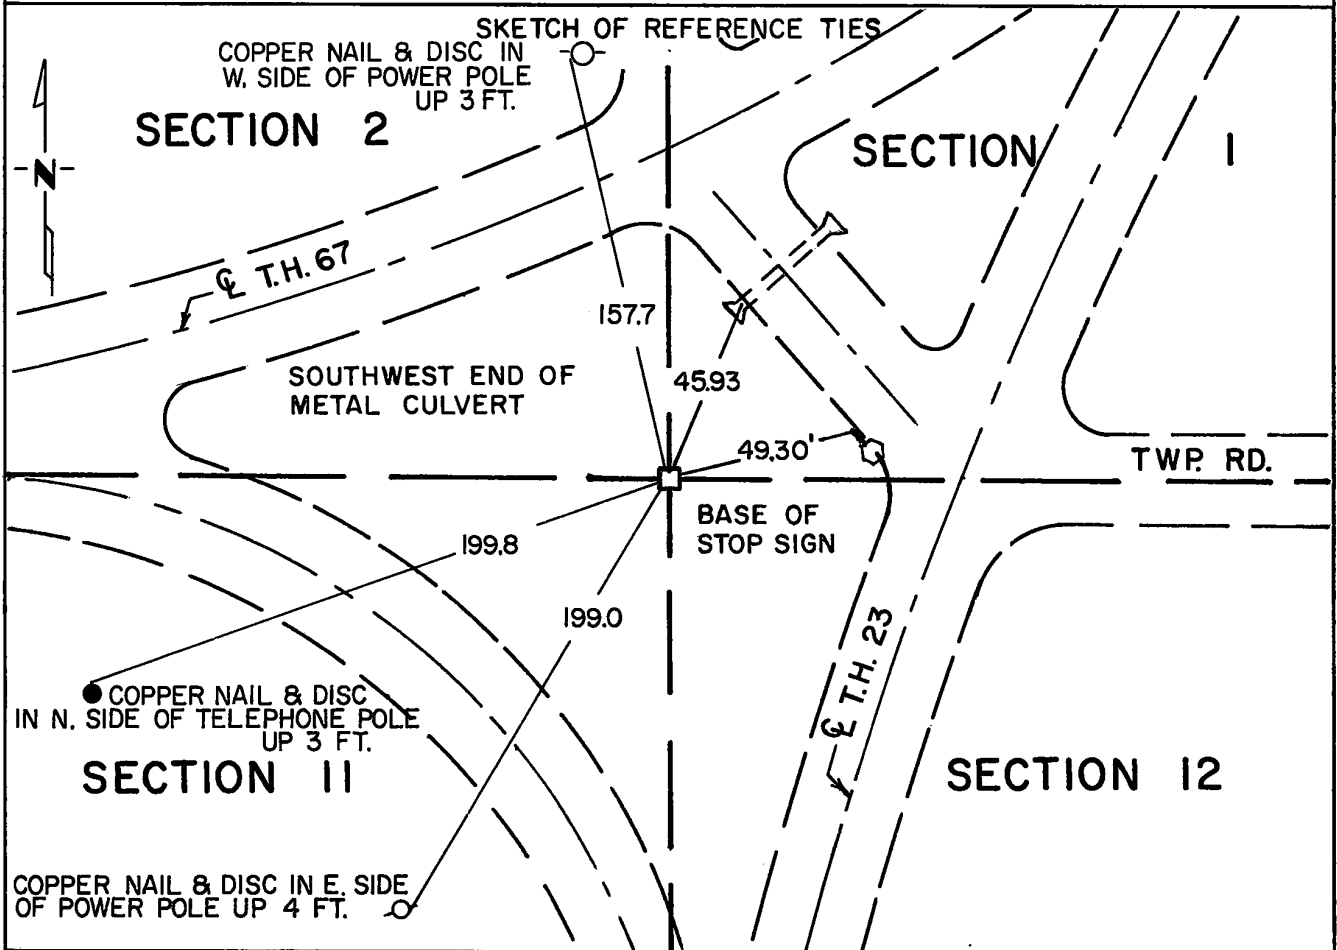 SKETCH OF REFERENCE TIES
COPPER NAIL & DISC IN
W. SIDE OF POWER POLE
UP 3 FT.
SECTION 2
SECTION 1
N
℄ T.H. 67
157.7
SOUTHWEST END OF
METAL CULVERT
45.93
49.30'
TWP. RD.
BASE OF
STOP SIGN
199.8
199.0
℄ T.H. 23
COPPER NAIL & DISC
IN N. SIDE OF TELEPHONE POLE
UP 3 FT.
SECTION 11
SECTION 12
COPPER NAIL & DISC IN E. SIDE
OF POWER POLE UP 4 FT.